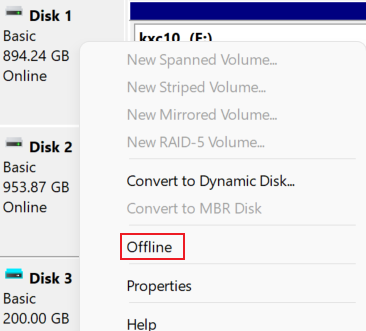 Disk 1
Basic
894.24 GB
Online
kxc10 (F:)
New Spanned Volume...
New Striped Volume...
New Mirrored Volume...
New RAID-5 Volume...
Convert to Dynamic Disk...
Convert to MBR Disk
Offline
Properties
Help
Disk 2
Basic
953.87 GB
Online
Disk 3
Basic
200.00 GB